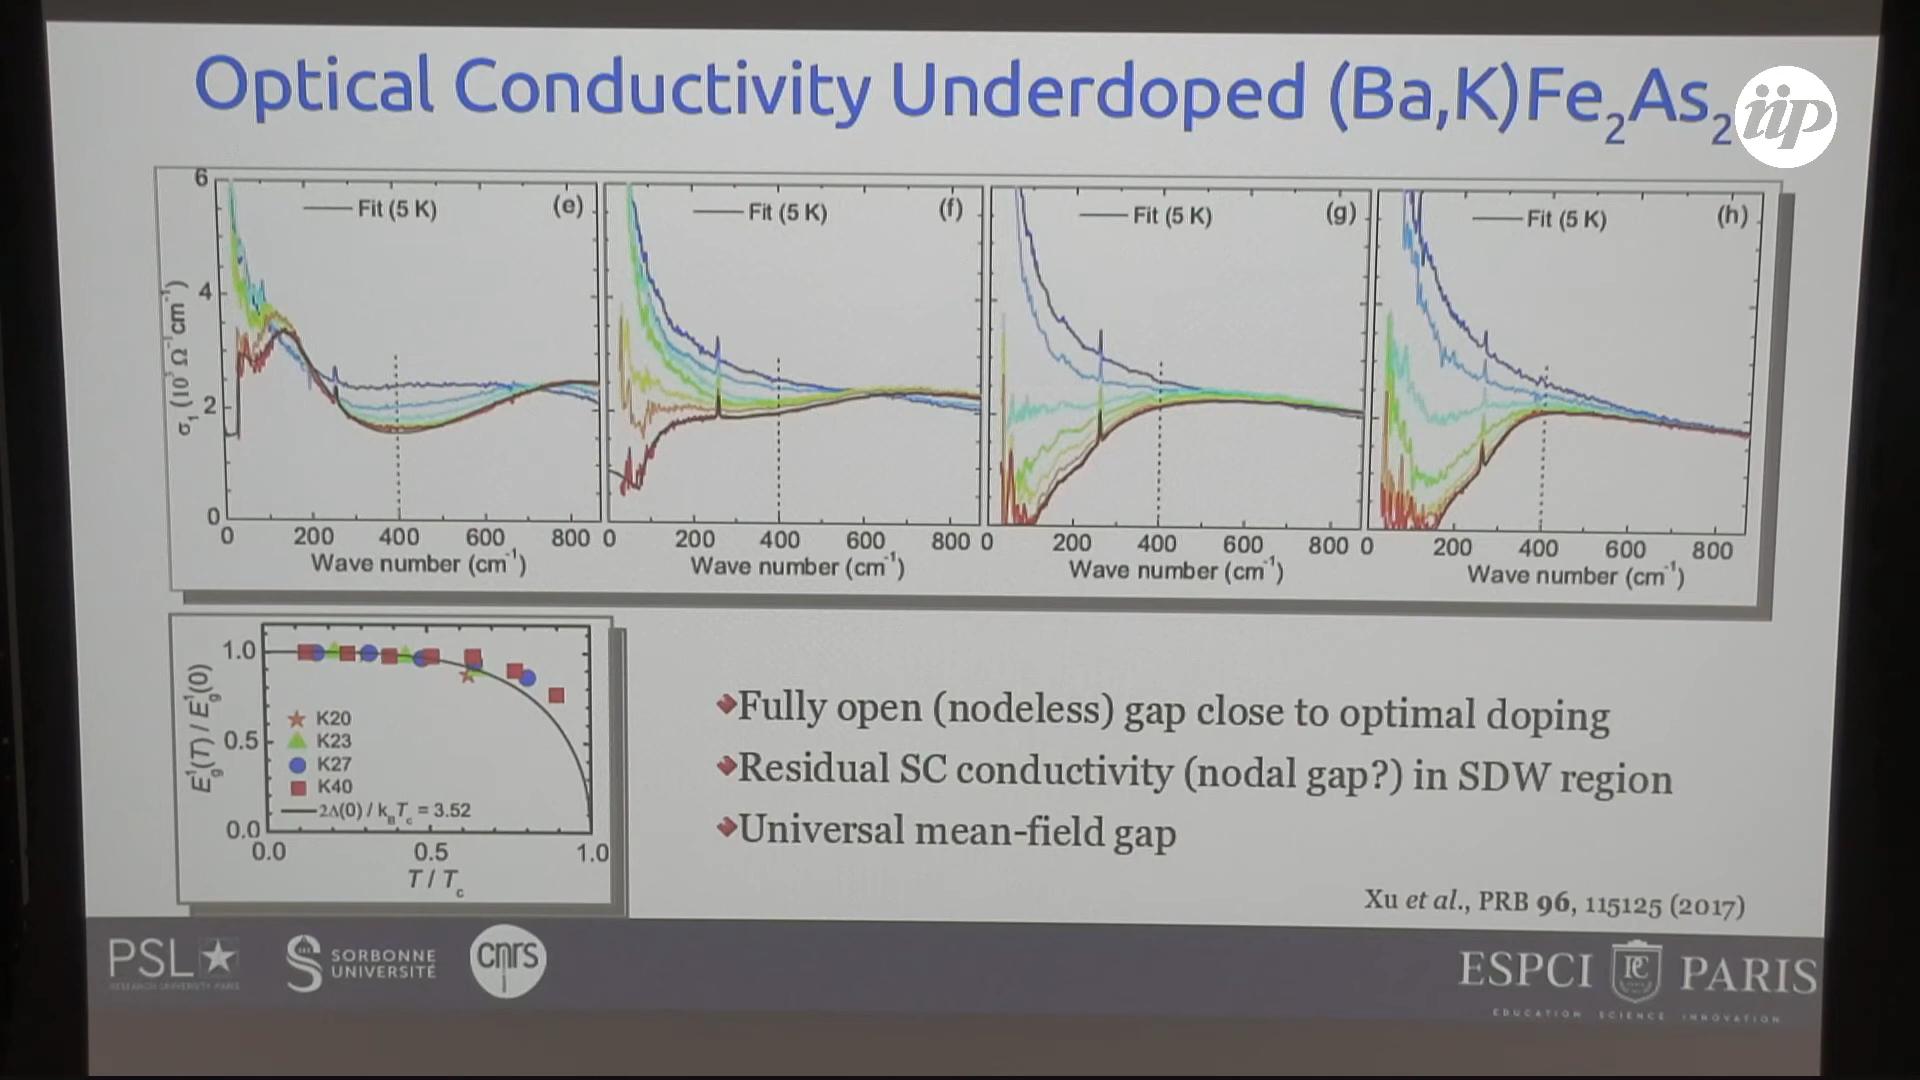 Optical Conductivity Underdoped (Ba,K)Fe₂As₂
iip
6
4
2
0
σ₁ (10³ Ω⁻¹cm⁻¹)
Fit (5 K) (e)
Fit (5 K) (f)
Fit (5 K) (g)
Fit (5 K) (h)
0 200 400 600 800
0 200 400 600 800
0 200 400 600 800
0 200 400 600 800
Wave number (cm⁻¹)
Wave number (cm⁻¹)
Wave number (cm⁻¹)
Wave number (cm⁻¹)
E¹g(T) / E¹g(0)
1.0
0.5
0.0
K20
K23
K27
K40
2Δ(0) / kBTc = 3.52
0.0 0.5 1.0
T / Tc
Fully open (nodeless) gap close to optimal doping
Residual SC conductivity (nodal gap?) in SDW region
Universal mean-field gap
Xu et al., PRB 96, 115125 (2017)
PSL
RESEARCH UNIVERSITY PARIS
S SORBONNE
UNIVERSITÉ
cnrs
ESPCI PC PARIS
EDUCATION SCIENCE INNOVATION